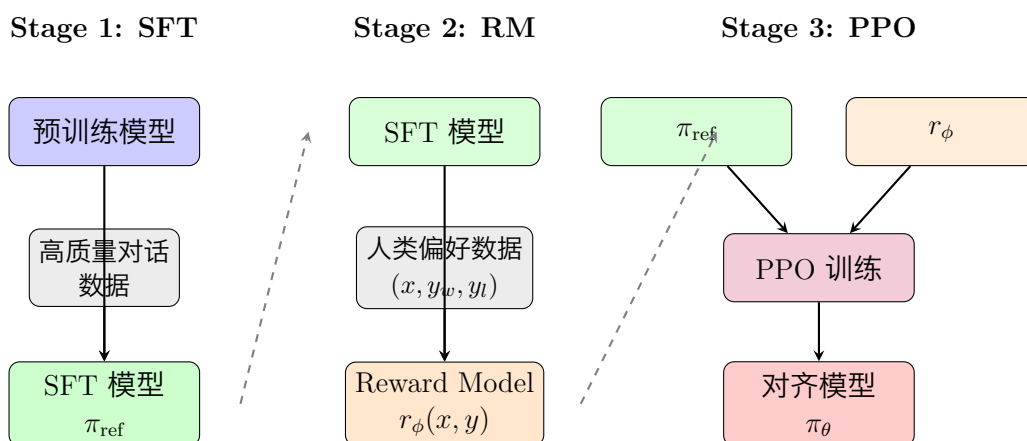 Stage 1: SFT
Stage 2: RM
Stage 3: PPO
预训练模型
高质量对话
数据
SFT 模型
π_ref
SFT 模型
人类偏好数据
(x, y_w, y_l)
Reward Model
r_ϕ(x, y)
π_ref
r_ϕ
PPO 训练
对齐模型
π_θ